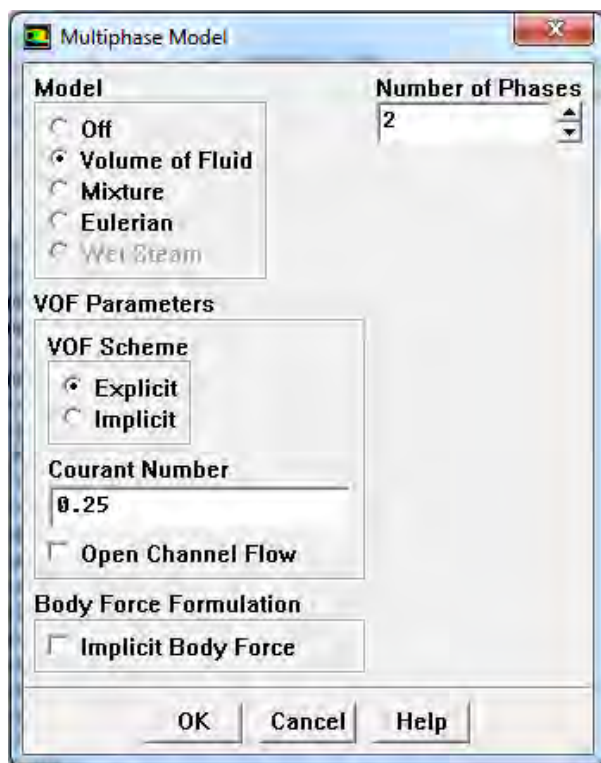 Multiphase Model
Model
Number of Phases
Off
2
Volume of Fluid
Mixture
Eulerian
Wet Steam
VOF Parameters
VOF Scheme
Explicit
Implicit
Courant Number
0.25
Open Channel Flow
Body Force Formulation
Implicit Body Force
OK Cancel Help